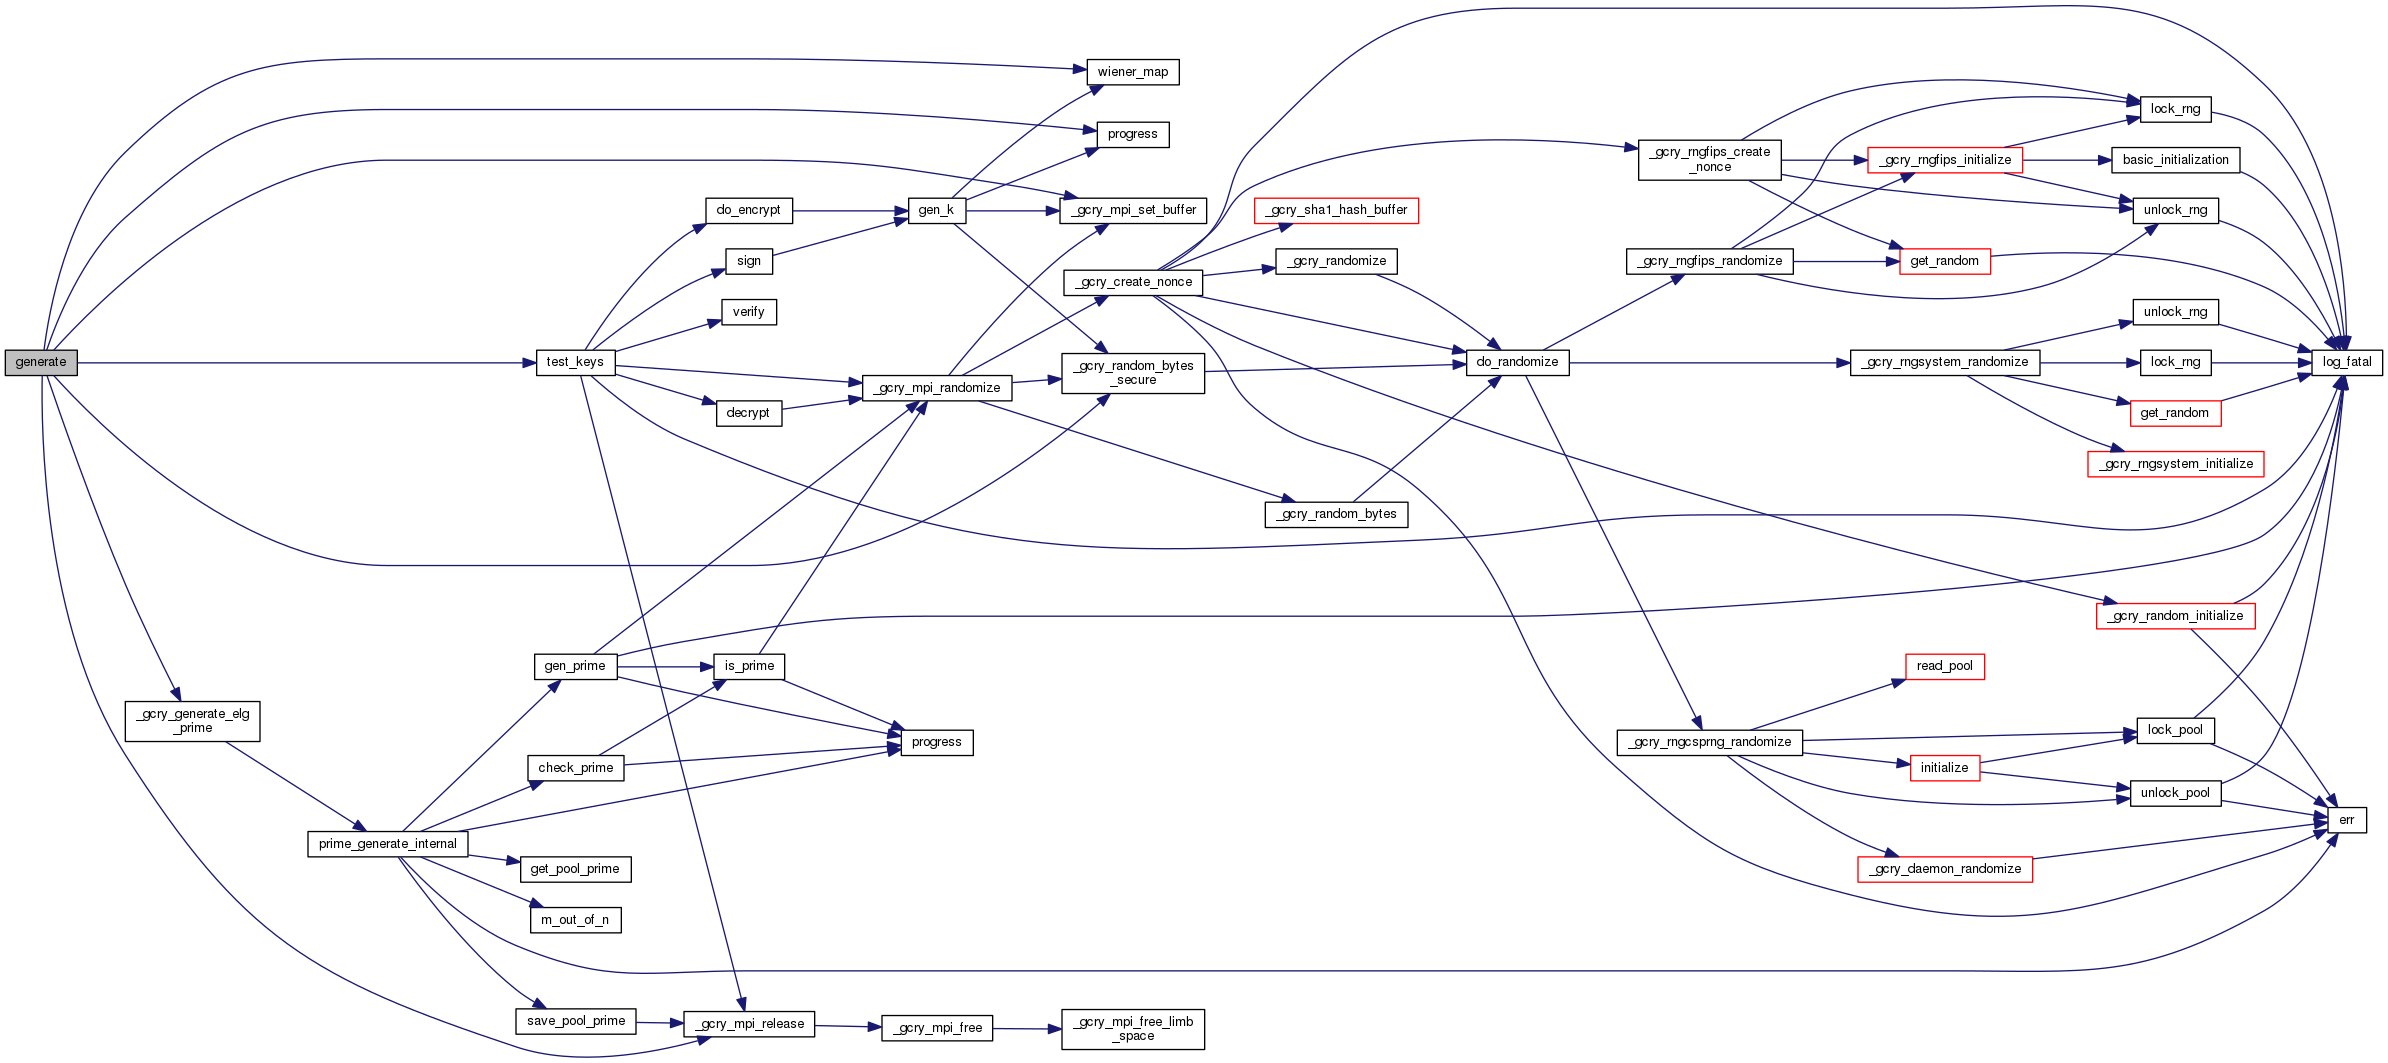 generate
_gcry_generate_elg
_prime
prime_generate_internal
test_keys
gen_prime
check_prime
get_pool_prime
m_out_of_n
save_pool_prime
do_encrypt
sign
verify
decrypt
is_prime
_gcry_mpi_release
gen_k
_gcry_mpi_randomize
progress
_gcry_mpi_free
wiener_map
progress
_gcry_mpi_set_buffer
_gcry_create_nonce
_gcry_random_bytes
_secure
_gcry_mpi_free_limb
_space
_gcry_sha1_hash_buffer
_gcry_randomize
_gcry_random_bytes
do_randomize
_gcry_rngfips_create
_nonce
_gcry_rngfips_randomize
_gcry_rngcsprng_randomize
_gcry_rngfips_initialize
get_random
_gcry_rngsystem_randomize
read_pool
initialize
_gcry_daemon_randomize
lock_rng
basic_initialization
unlock_rng
unlock_rng
lock_rng
get_random
_gcry_rngsystem_initialize
_gcry_random_initialize
lock_pool
unlock_pool
log_fatal
err